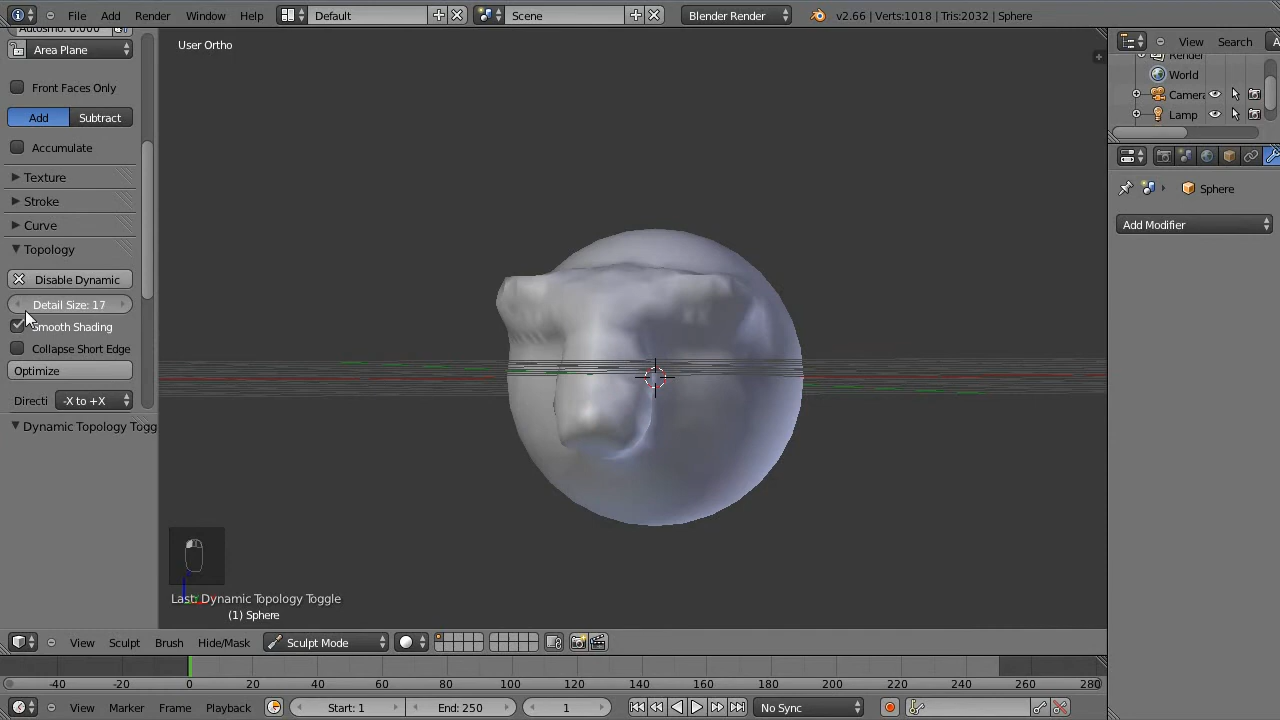 File Add Render Window Help Default Scene Blender Render v2.66 | Verts:1018 | Tris:2032 | Sphere
Area Plane
User Ortho
View Search
Front Faces Only
World
Camera
Add Subtract
Lamp
Accumulate
Texture
Sphere
Stroke
Curve
Add Modifier
Topology
Disable Dynamic
Detail Size: 17
Smooth Shading
Collapse Short Edge
Optimize
Directi -X to +X
Dynamic Topology Togg
Last: Dynamic Topology Toggle
(1) Sphere
View Sculpt Brush Hide/Mask Sculpt Mode
-40 -20 0 20 40 60 80 100 120 140 160 180 200 220 240 260 280
View Marker Frame Playback Start: 1 End: 250 1 No Sync